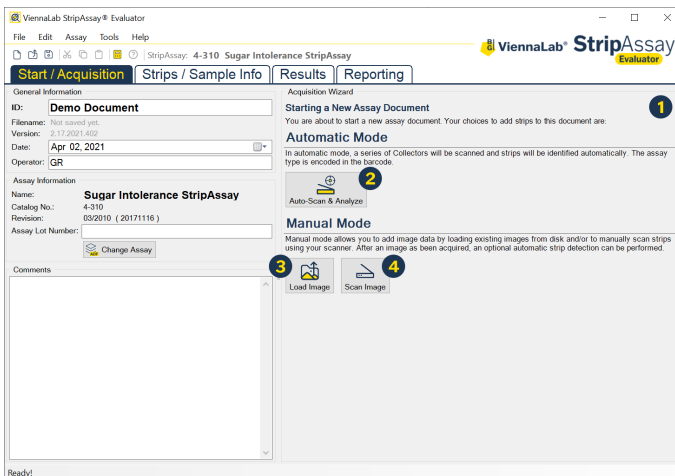 ViennaLab StripAssay® Evaluator
File Edit Assay Tools Help
StripAssay: 4-310 Sugar Intolerance StripAssay
ViennaLab® StripAssay
Evaluator
Start / Acquisition Strips / Sample Info Results Reporting
General Information
ID: Demo Document
Filename: Not saved yet.
Version: 2.17.2021.402
Date: Apr 02, 2021
Operator: GR
Assay Information
Name: Sugar Intolerance StripAssay
Catalog No.: 4-310
Revision: 03/2010 ( 20171116 )
Assay Lot Number:
Change Assay
Comments
Acquisition Wizard
Starting a New Assay Document
1
You are about to start a new assay document. Your choices to add strips to this document are:
Automatic Mode
In automatic mode, a series of Collectors will be scanned and strips will be identified automatically. The assay
type is encoded in the barcode.
2
Auto-Scan & Analyze
Manual Mode
Manual mode allows you to add image data by loading existing images from disk and/or to manually scan strips
using your scanner. After an image has been acquired, an optional automatic strip detection can be performed.
3 4
Load Image Scan Image
Ready!